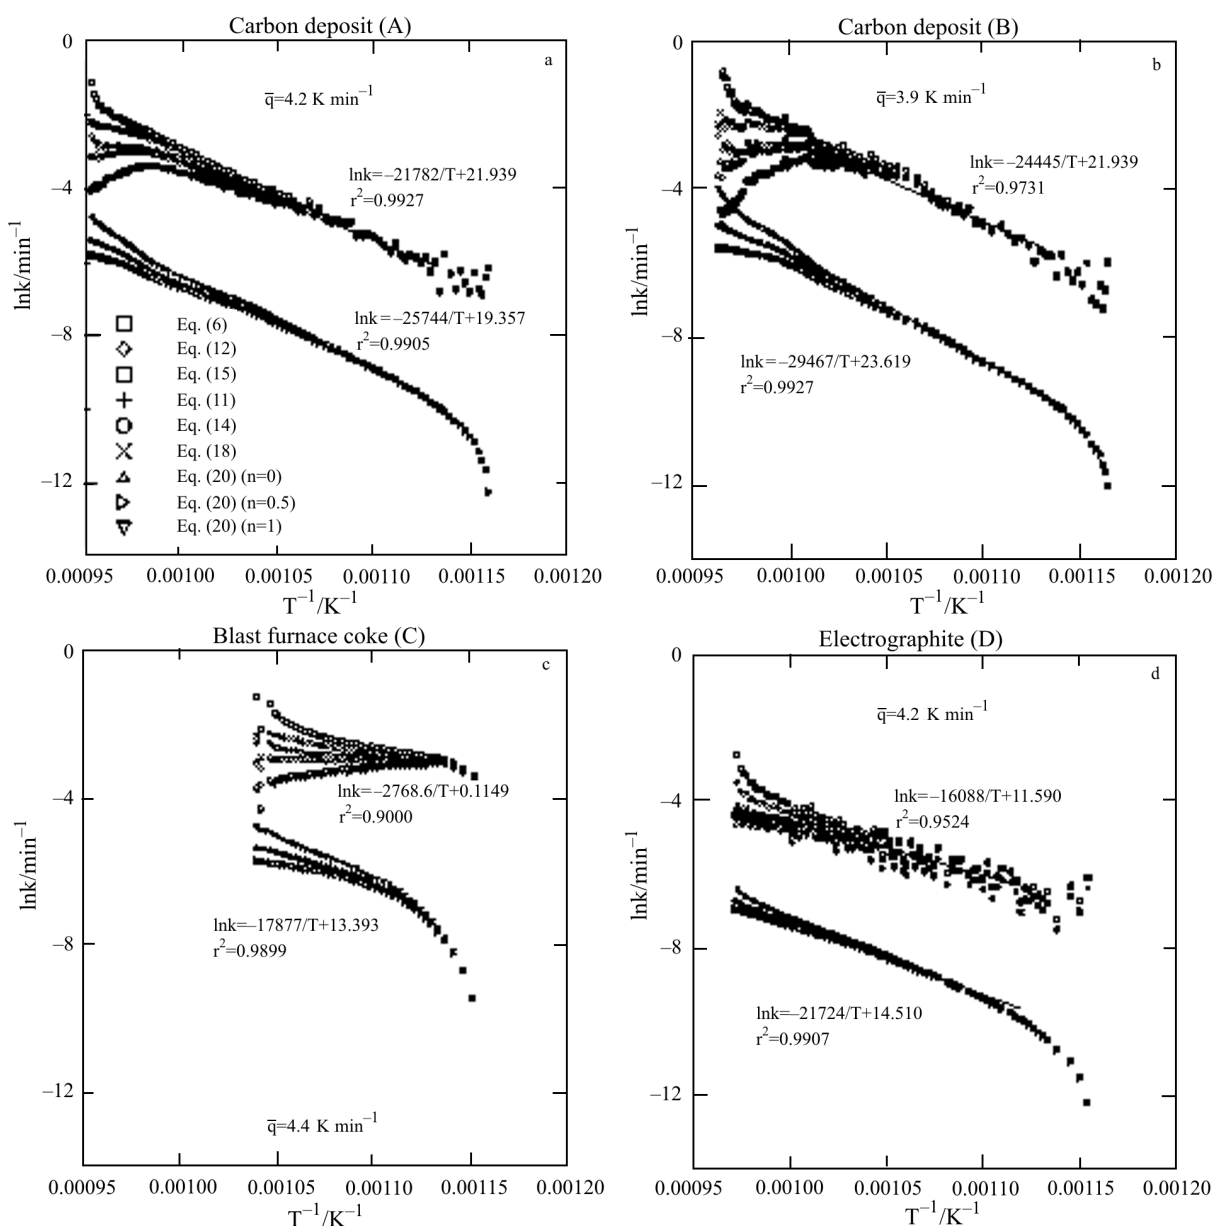 Carbon deposit (A)
0
a
q̅=4.2 K min⁻¹
lnk=–21782/T+21.939
r²=0.9927
–4
lnk/min⁻¹
lnk=–25744/T+19.357
r²=0.9905
–8
Eq. (6)
Eq. (12)
Eq. (15)
Eq. (11)
Eq. (14)
Eq. (18)
Eq. (20) (n=0)
Eq. (20) (n=0.5)
Eq. (20) (n=1)
–12
0.00095 0.00100 0.00105 0.00110 0.00115 0.00120
T⁻¹/K⁻¹
Carbon deposit (B)
0
b
q̅=3.9 K min⁻¹
lnk=–24445/T+21.939
r²=0.9731
–4
lnk/min⁻¹
–8
lnk=–29467/T+23.619
r²=0.9927
–12
0.00095 0.00100 0.00105 0.00110 0.00115 0.00120
T⁻¹/K⁻¹
Blast furnace coke (C)
0
c
lnk=–2768.6/T+0.1149
r²=0.9000
–4
lnk/min⁻¹
lnk=–17877/T+13.393
r²=0.9899
–8
–12
q̅=4.4 K min⁻¹
0.00095 0.00100 0.00105 0.00110 0.00115 0.00120
T⁻¹/K⁻¹
Electrographite (D)
0
d
q̅=4.2 K min⁻¹
lnk=–16088/T+11.590
r²=0.9524
–4
lnk/min⁻¹
–8
lnk=–21724/T+14.510
r²=0.9907
–12
0.00095 0.00100 0.00105 0.00110 0.00115 0.00120
T⁻¹/K⁻¹